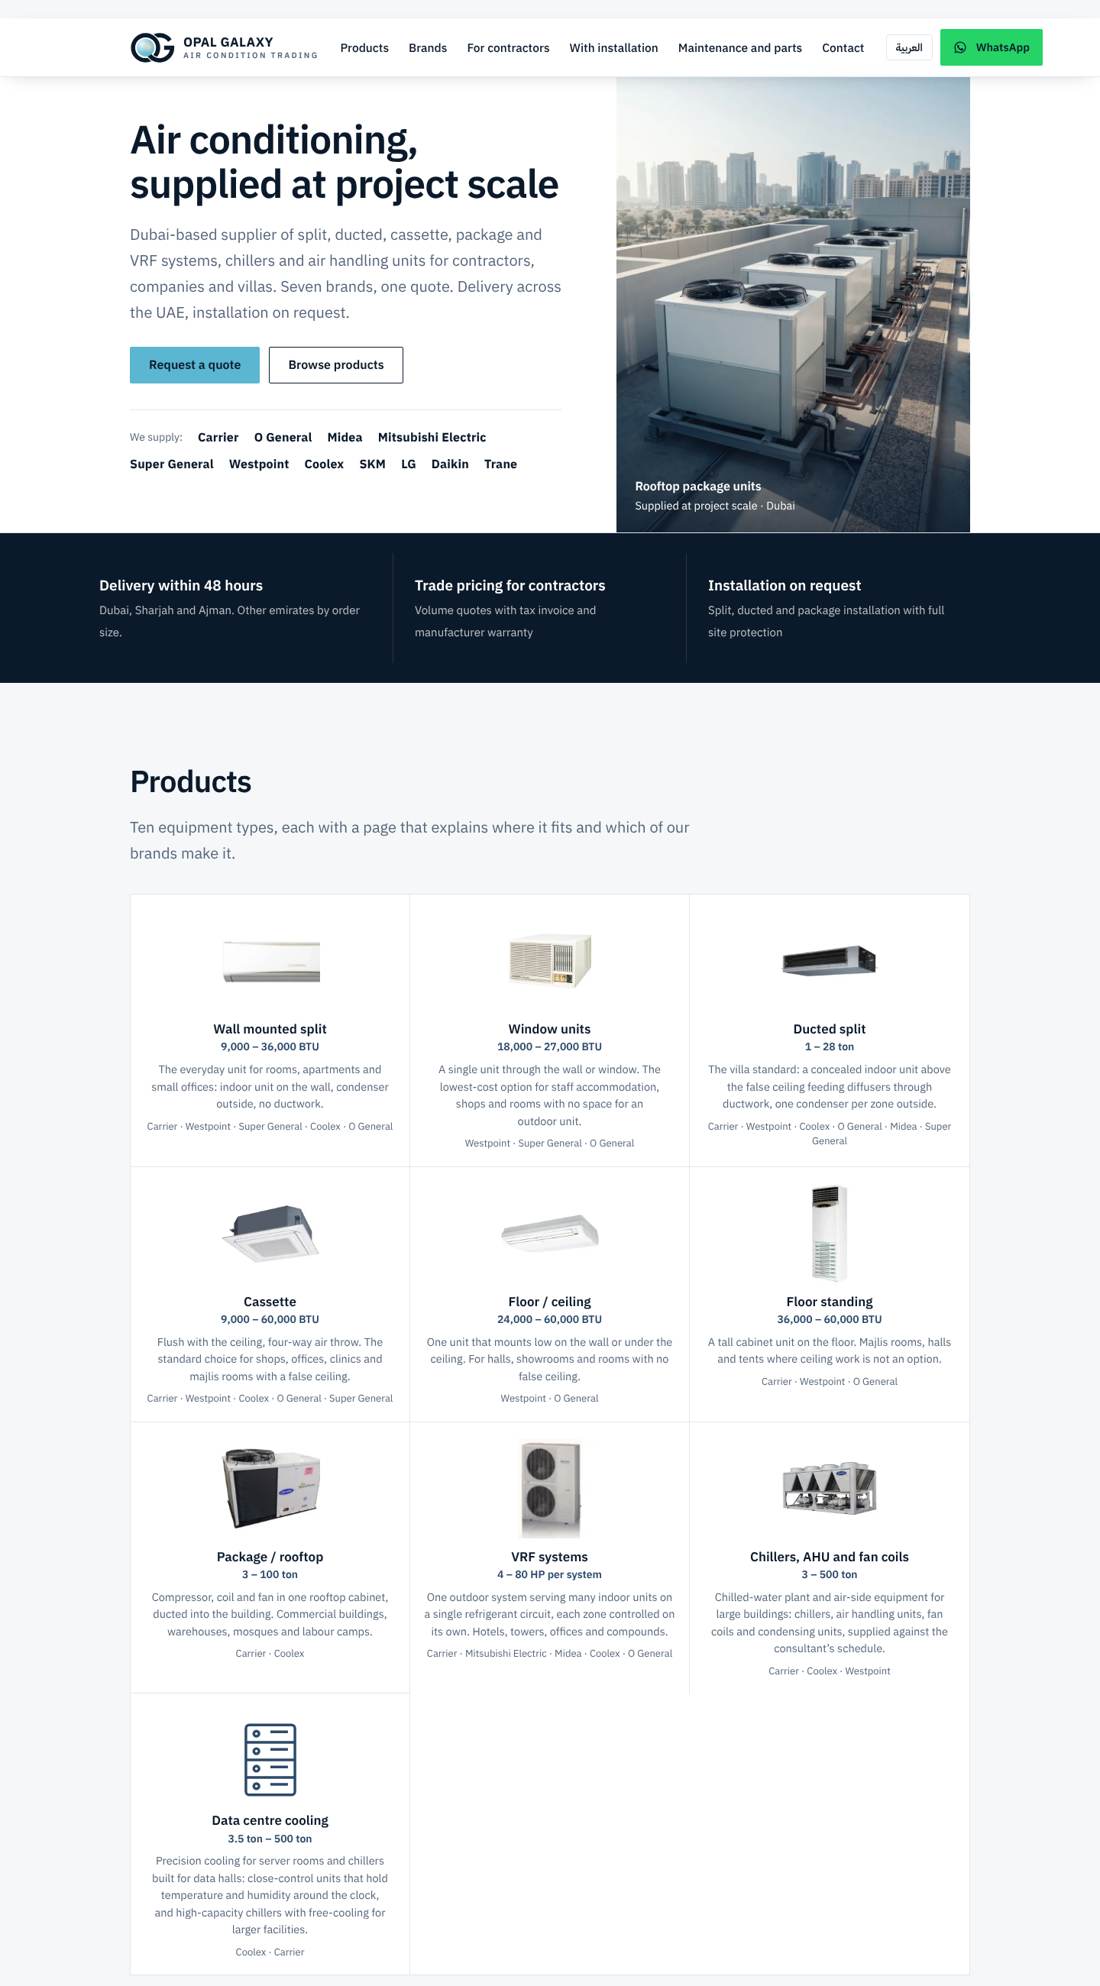 OPAL GALAXY
AIR CONDITION TRADING
Products
Brands
For contractors
With installation
Maintenance and parts
Contact
العربية
WhatsApp
Air conditioning,
supplied at project scale
Dubai-based supplier of split, ducted, cassette, package and
VRF systems, chillers and air handling units for contractors,
companies and villas. Seven brands, one quote. Delivery across
the UAE, installation on request.
Request a quote
Browse products
We supply: Carrier O General Midea Mitsubishi Electric
Super General Westpoint Coolex SKM LG Daikin Trane
Rooftop package units
Supplied at project scale · Dubai
Delivery within 48 hours
Dubai, Sharjah and Ajman. Other emirates by order
size.
Trade pricing for contractors
Volume quotes with tax invoice and
manufacturer warranty
Installation on request
Split, ducted and package installation with full
site protection
Products
Ten equipment types, each with a page that explains where it fits and which of our
brands make it.
Wall mounted split
9,000 – 36,000 BTU
The everyday unit for rooms, apartments and
small offices: indoor unit on the wall, condenser
outside, no ductwork.
Carrier · Westpoint · Super General · Coolex · O General
Window units
18,000 – 27,000 BTU
A single unit through the wall or window. The
lowest-cost option for staff accommodation,
shops and rooms with no space for an
outdoor unit.
Westpoint · Super General · O General
Ducted split
1 – 28 ton
The villa standard: a concealed indoor unit above
the false ceiling feeding diffusers through
ductwork, one condenser per zone outside.
Carrier · Westpoint · Coolex · O General · Midea · Super
General
Cassette
9,000 – 60,000 BTU
Flush with the ceiling, four-way air throw. The
standard choice for shops, offices, clinics and
majlis rooms with a false ceiling.
Carrier · Westpoint · Coolex · O General · Super General
Floor / ceiling
24,000 – 60,000 BTU
One unit that mounts low on the wall or under the
ceiling. For halls, showrooms and rooms with no
false ceiling.
Westpoint · O General
Floor standing
36,000 – 60,000 BTU
A tall cabinet unit on the floor. Majlis rooms, halls
and tents where ceiling work is not an option.
Carrier · Westpoint · O General
Package / rooftop
3 – 100 ton
Compressor, coil and fan in one rooftop cabinet,
ducted into the building. Commercial buildings,
warehouses, mosques and labour camps.
Carrier · Coolex
VRF systems
4 – 80 HP per system
One outdoor system serving many indoor units on
a single refrigerant circuit, each zone controlled on
its own. Hotels, towers, offices and compounds.
Carrier · Mitsubishi Electric · Midea · Coolex · O General
Chillers, AHU and fan coils
3 – 500 ton
Chilled-water plant and air-side equipment for
large buildings: chillers, air handling units, fan
coils and condensing units, supplied against the
consultant’s schedule.
Carrier · Coolex · Westpoint
Data centre cooling
3.5 ton – 500 ton
Precision cooling for server rooms and chillers
built for data halls: close-control units that hold
temperature and humidity around the clock,
and high-capacity chillers with free-cooling for
larger facilities.
Coolex · Carrier